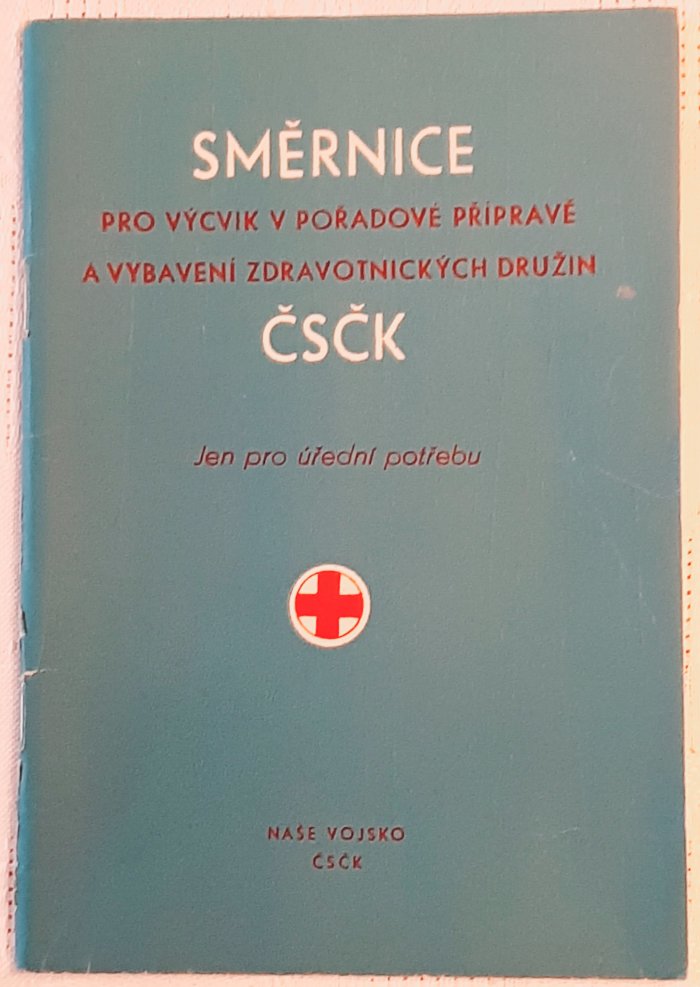 SMĚRNICE
PRO VÝCVIK V POŘADOVÉ PŘÍPRAVĚ
A VYBAVENÍ ZDRAVOTNICKÝCH DRUŽIN
ČSČK
Jen pro úřední potřebu
NAŠE VOJSKO
ČSČK